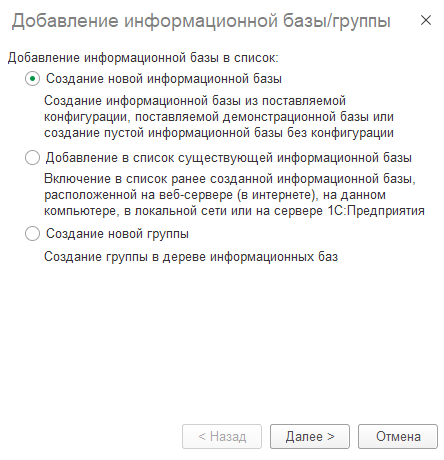 Добавление информационной базы/группы
Добавление информационной базы в список:
Создание новой информационной базы
Создание информационной базы из поставляемой
конфигурации, поставляемой демонстрационной базы или
создание пустой информационной базы без конфигурации
Добавление в список существующей информационной базы
Включение в список ранее созданной информационной базы,
расположенной на веб-сервере (в интернете), на данном
компьютере, в локальной сети или на сервере 1С:Предприятия
Создание новой группы
Создание группы в дереве информационных баз
< Назад
Далее >
Отмена